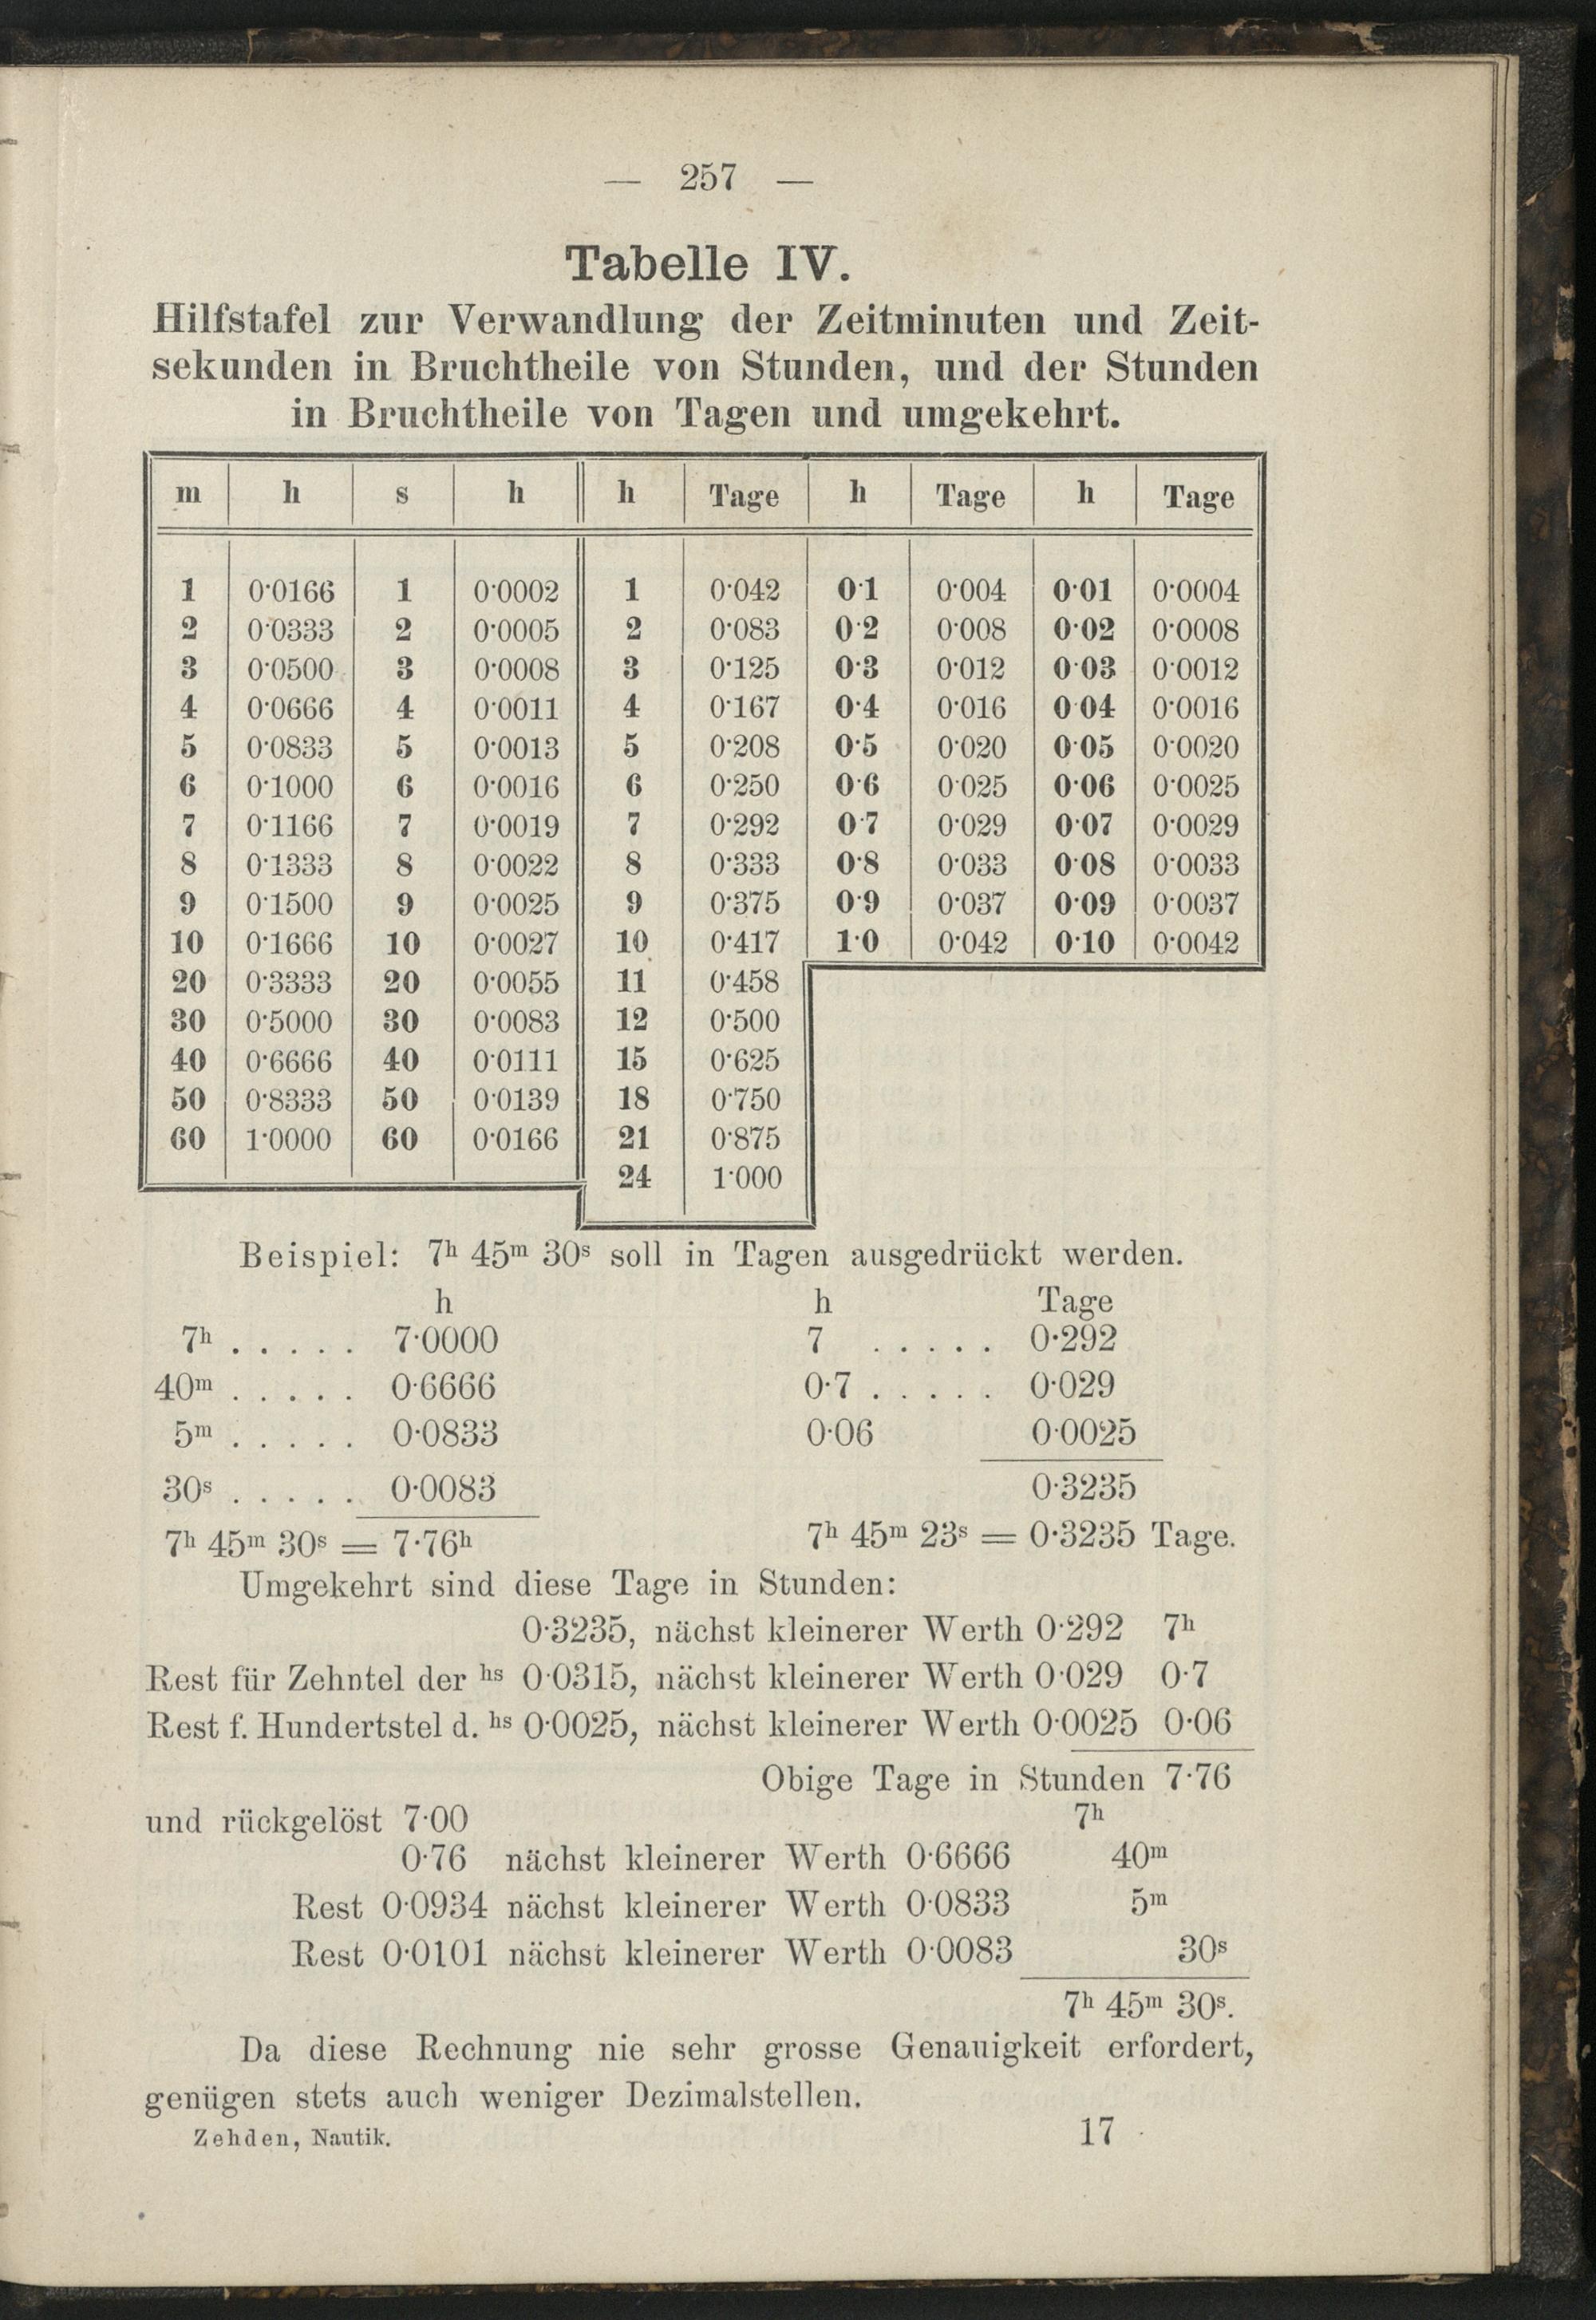 — 257 —
Tabelle IV.
Hilfstafel zur Verwandlung der Zeitminuten und Zeit-
sekunden in Bruchtheile von Stunden, und der Stunden
in Bruchtheile von Tagen und umgekehrt.
m h s h h Tage h Tage h Tage
1 0·0166 1 0·0002 1 0·042 0·1 0·004 0·01 0·0004
2 0·0333 2 0·0005 2 0·083 0·2 0·008 0·02 0·0008
3 0·0500 3 0·0008 3 0·125 0·3 0·012 0·03 0·0012
4 0·0666 4 0·0011 4 0·167 0·4 0·016 0·04 0·0016
5 0·0833 5 0·0013 5 0·208 0·5 0·020 0·05 0·0020
6 0·1000 6 0·0016 6 0·250 0·6 0·025 0·06 0·0025
7 0·1166 7 0·0019 7 0·292 0·7 0·029 0·07 0·0029
8 0·1333 8 0·0022 8 0·333 0·8 0·033 0·08 0·0033
9 0·1500 9 0·0025 9 0·375 0·9 0·037 0·09 0·0037
10 0·1666 10 0·0027 10 0·417 1·0 0·042 0·10 0·0042
20 0·3333 20 0·0055 11 0·458
30 0·5000 30 0·0083 12 0·500
40 0·6666 40 0·0111 15 0·625
50 0·8333 50 0·0139 18 0·750
60 1·0000 60 0·0166 21 0·875
24 1·000
Beispiel: 7ʰ 45ᵐ 30ˢ soll in Tagen ausgedrückt werden.
h h Tage
7ʰ . . . . . 7·0000 7 . . . . . 0·292
40ᵐ . . . . . 0·6666 0·7 . . . . . 0·029
5ᵐ . . . . . 0·0833 0·06 0·0025
30ˢ . . . . . 0·0083 0·3235
7ʰ 45ᵐ 30ˢ = 7·76ʰ 7ʰ 45ᵐ 23ˢ = 0·3235 Tage.
Umgekehrt sind diese Tage in Stunden:
0·3235, nächst kleinerer Werth 0·292 7ʰ
Rest für Zehntel der ʰˢ 0·0315, nächst kleinerer Werth 0·029 0·7
Rest f. Hundertstel d. ʰˢ 0·0025, nächst kleinerer Werth 0·0025 0·06
Obige Tage in Stunden 7·76
und rückgelöst 7·00 7ʰ
0·76 nächst kleinerer Werth 0·6666 40ᵐ
Rest 0·0934 nächst kleinerer Werth 0·0833 5ᵐ
Rest 0·0101 nächst kleinerer Werth 0·0083 30ˢ
7ʰ 45ᵐ 30ˢ.
Da diese Rechnung nie sehr grosse Genauigkeit erfordert,
genügen stets auch weniger Dezimalstellen.
Zehden, Nautik. 17